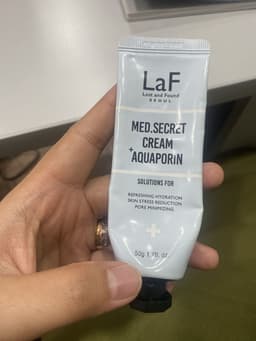 LaF
Lost and Found
SEOUL
MED.SECRET
CREAM
+AQUAPORiN
SOLUTIONS FOR
REFRESHING HYDRATION
SKIN STRESS REDUCTION
PORE MINIMIZING
50g 1.7fl. oz